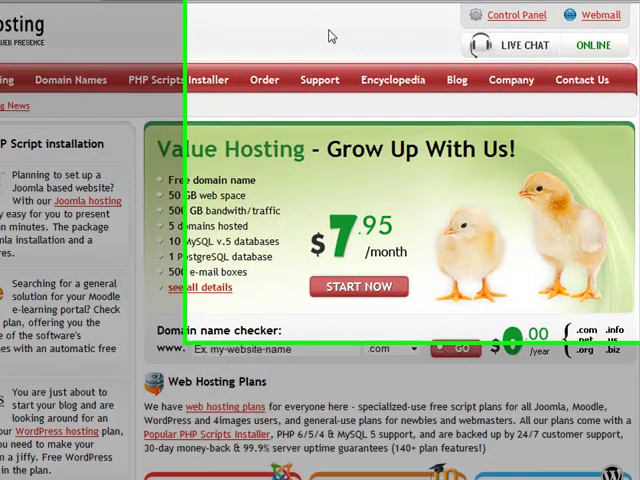 osting
WEB PRESENCE
Control Panel
Webmail
LIVE CHAT
ONLINE
ing
Domain Names
PHP Scripts Installer
Order
Support
Encyclopedia
Blog
Company
Contact Us
g News
P Script installation
Planning to set up a
Joomla based website?
With our Joomla hosting
y easy for you to present
n minutes. The package
mla installation and a
res.
Searching for a general
solution for your Moodle
e-learning portal? Check
plan, offering you the
of the software's
nes with an automatic free
You are just about to
start your blog and are
looking around for an
our WordPress hosting plan,
ou need to make your
n a jiffy. Free WordPress
d in the plan.
Value Hosting - Grow Up With Us!
Free domain name
50 GB web space
500 GB bandwith/traffic
5 domains hosted
10 MySQL v.5 databases
1 PostgreSQL database
500 e-mail boxes
see all details
$7.95
/month
START NOW
Domain name checker:
www. Ex. my-website-name
.com
GO
$0.00
/year
.com .info
.net .us
.org .biz
Web Hosting Plans
We have web hosting plans for everyone here - specialized-use free script plans for all Joomla, Moodle,
WordPress and 4images users, and general-use plans for newbies and webmasters. All our plans come with a
Popular PHP Scripts Installer, PHP 6/5/4 & MySQL 5 support, and are backed up by 24/7 customer support,
30-day money-back & 99.9% server uptime guarantees (140+ plan features!)